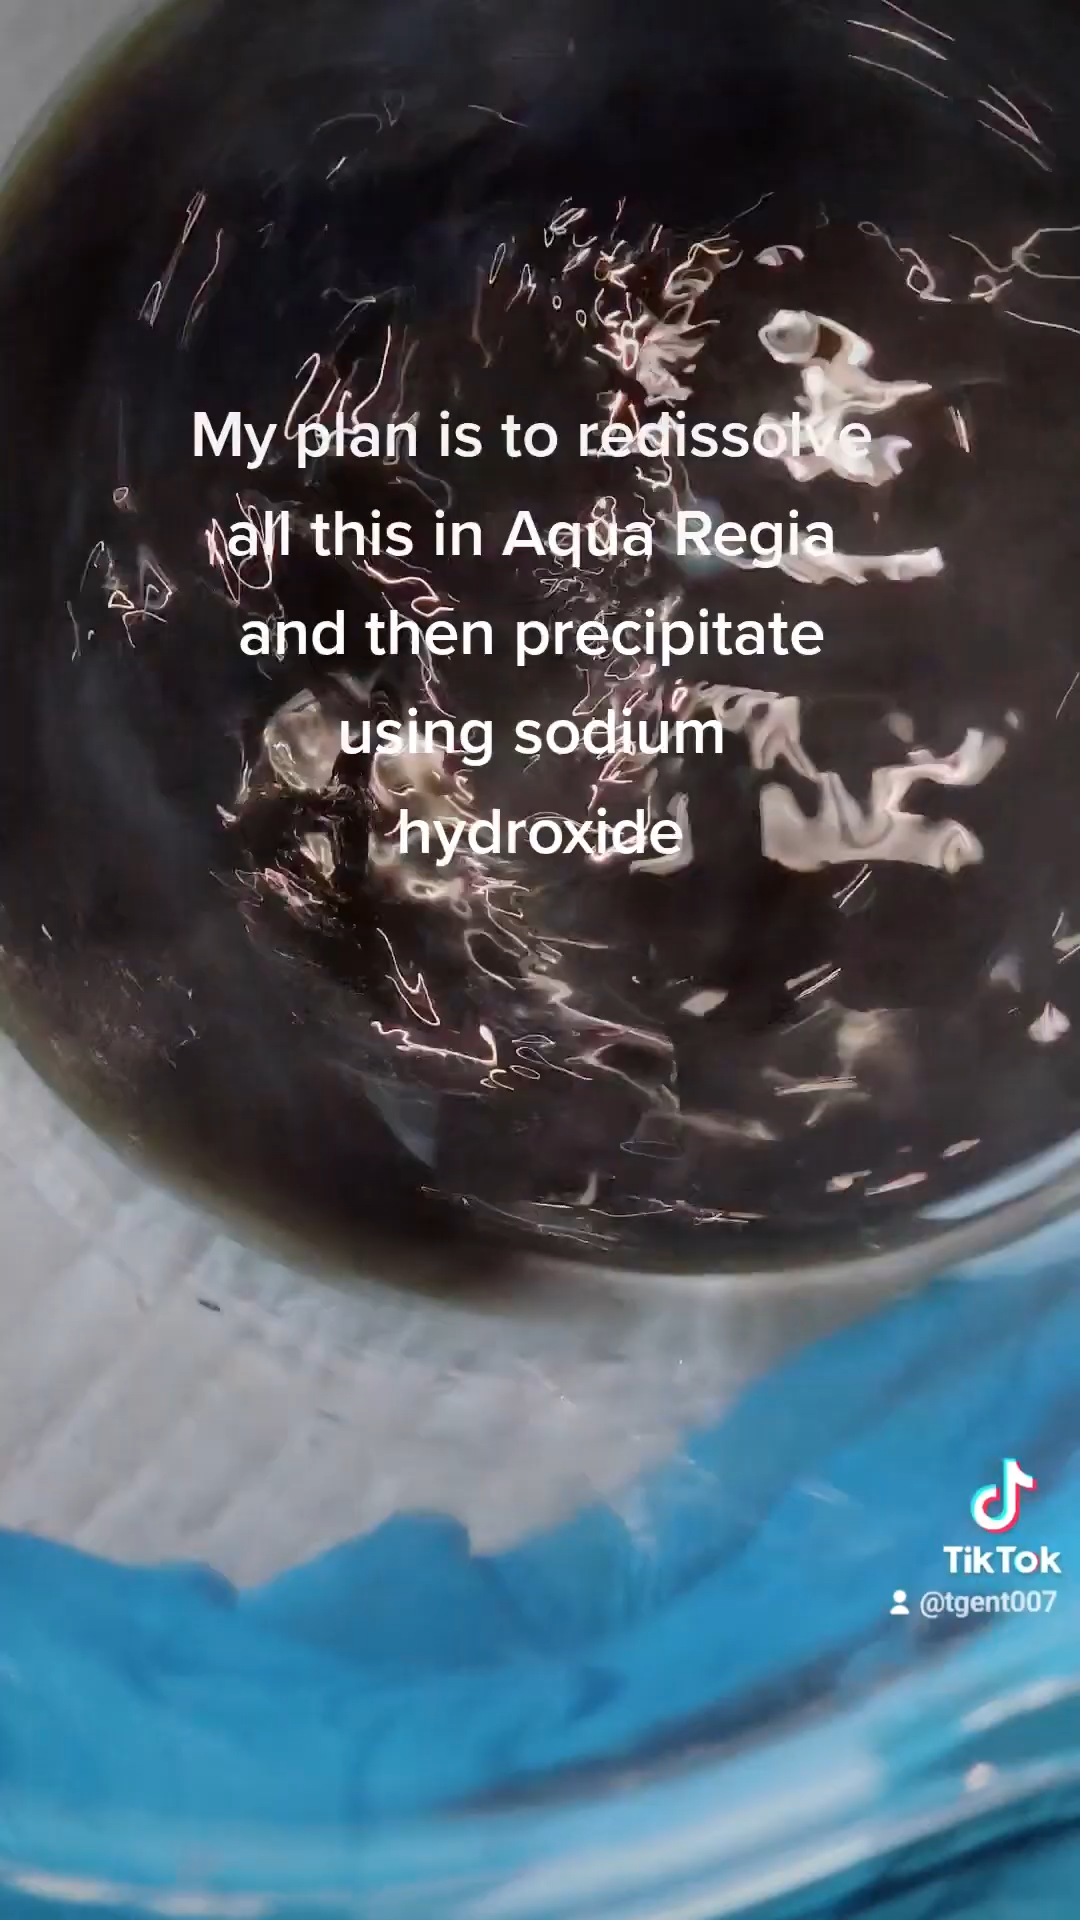 My plan is to redissolve
all this in Aqua Regia
and then precipitate
using sodium
hydroxide
TikTok
@tgent007